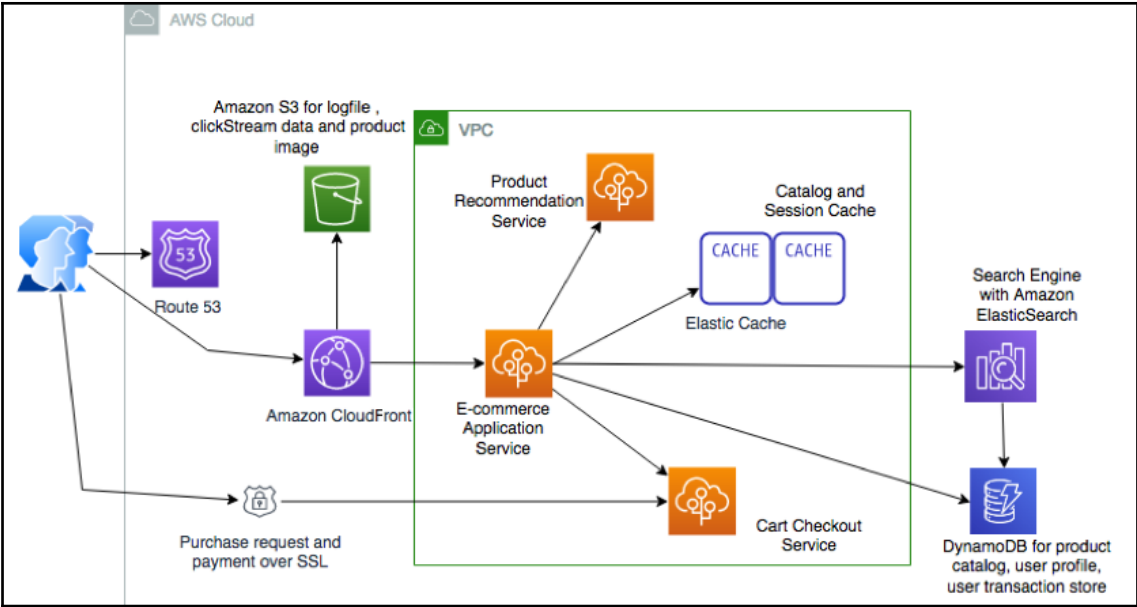 AWS Cloud
Amazon S3 for logfile ,
clickStream data and product
image
VPC
Product
Recommendation
Service
Catalog and
Session Cache
CACHE
CACHE
Elastic Cache
53
Route 53
Search Engine
with Amazon
ElasticSearch
Amazon CloudFront
E-commerce
Application
Service
Purchase request and
payment over SSL
Cart Checkout
Service
DynamoDB for product
catalog, user profile,
user transaction store